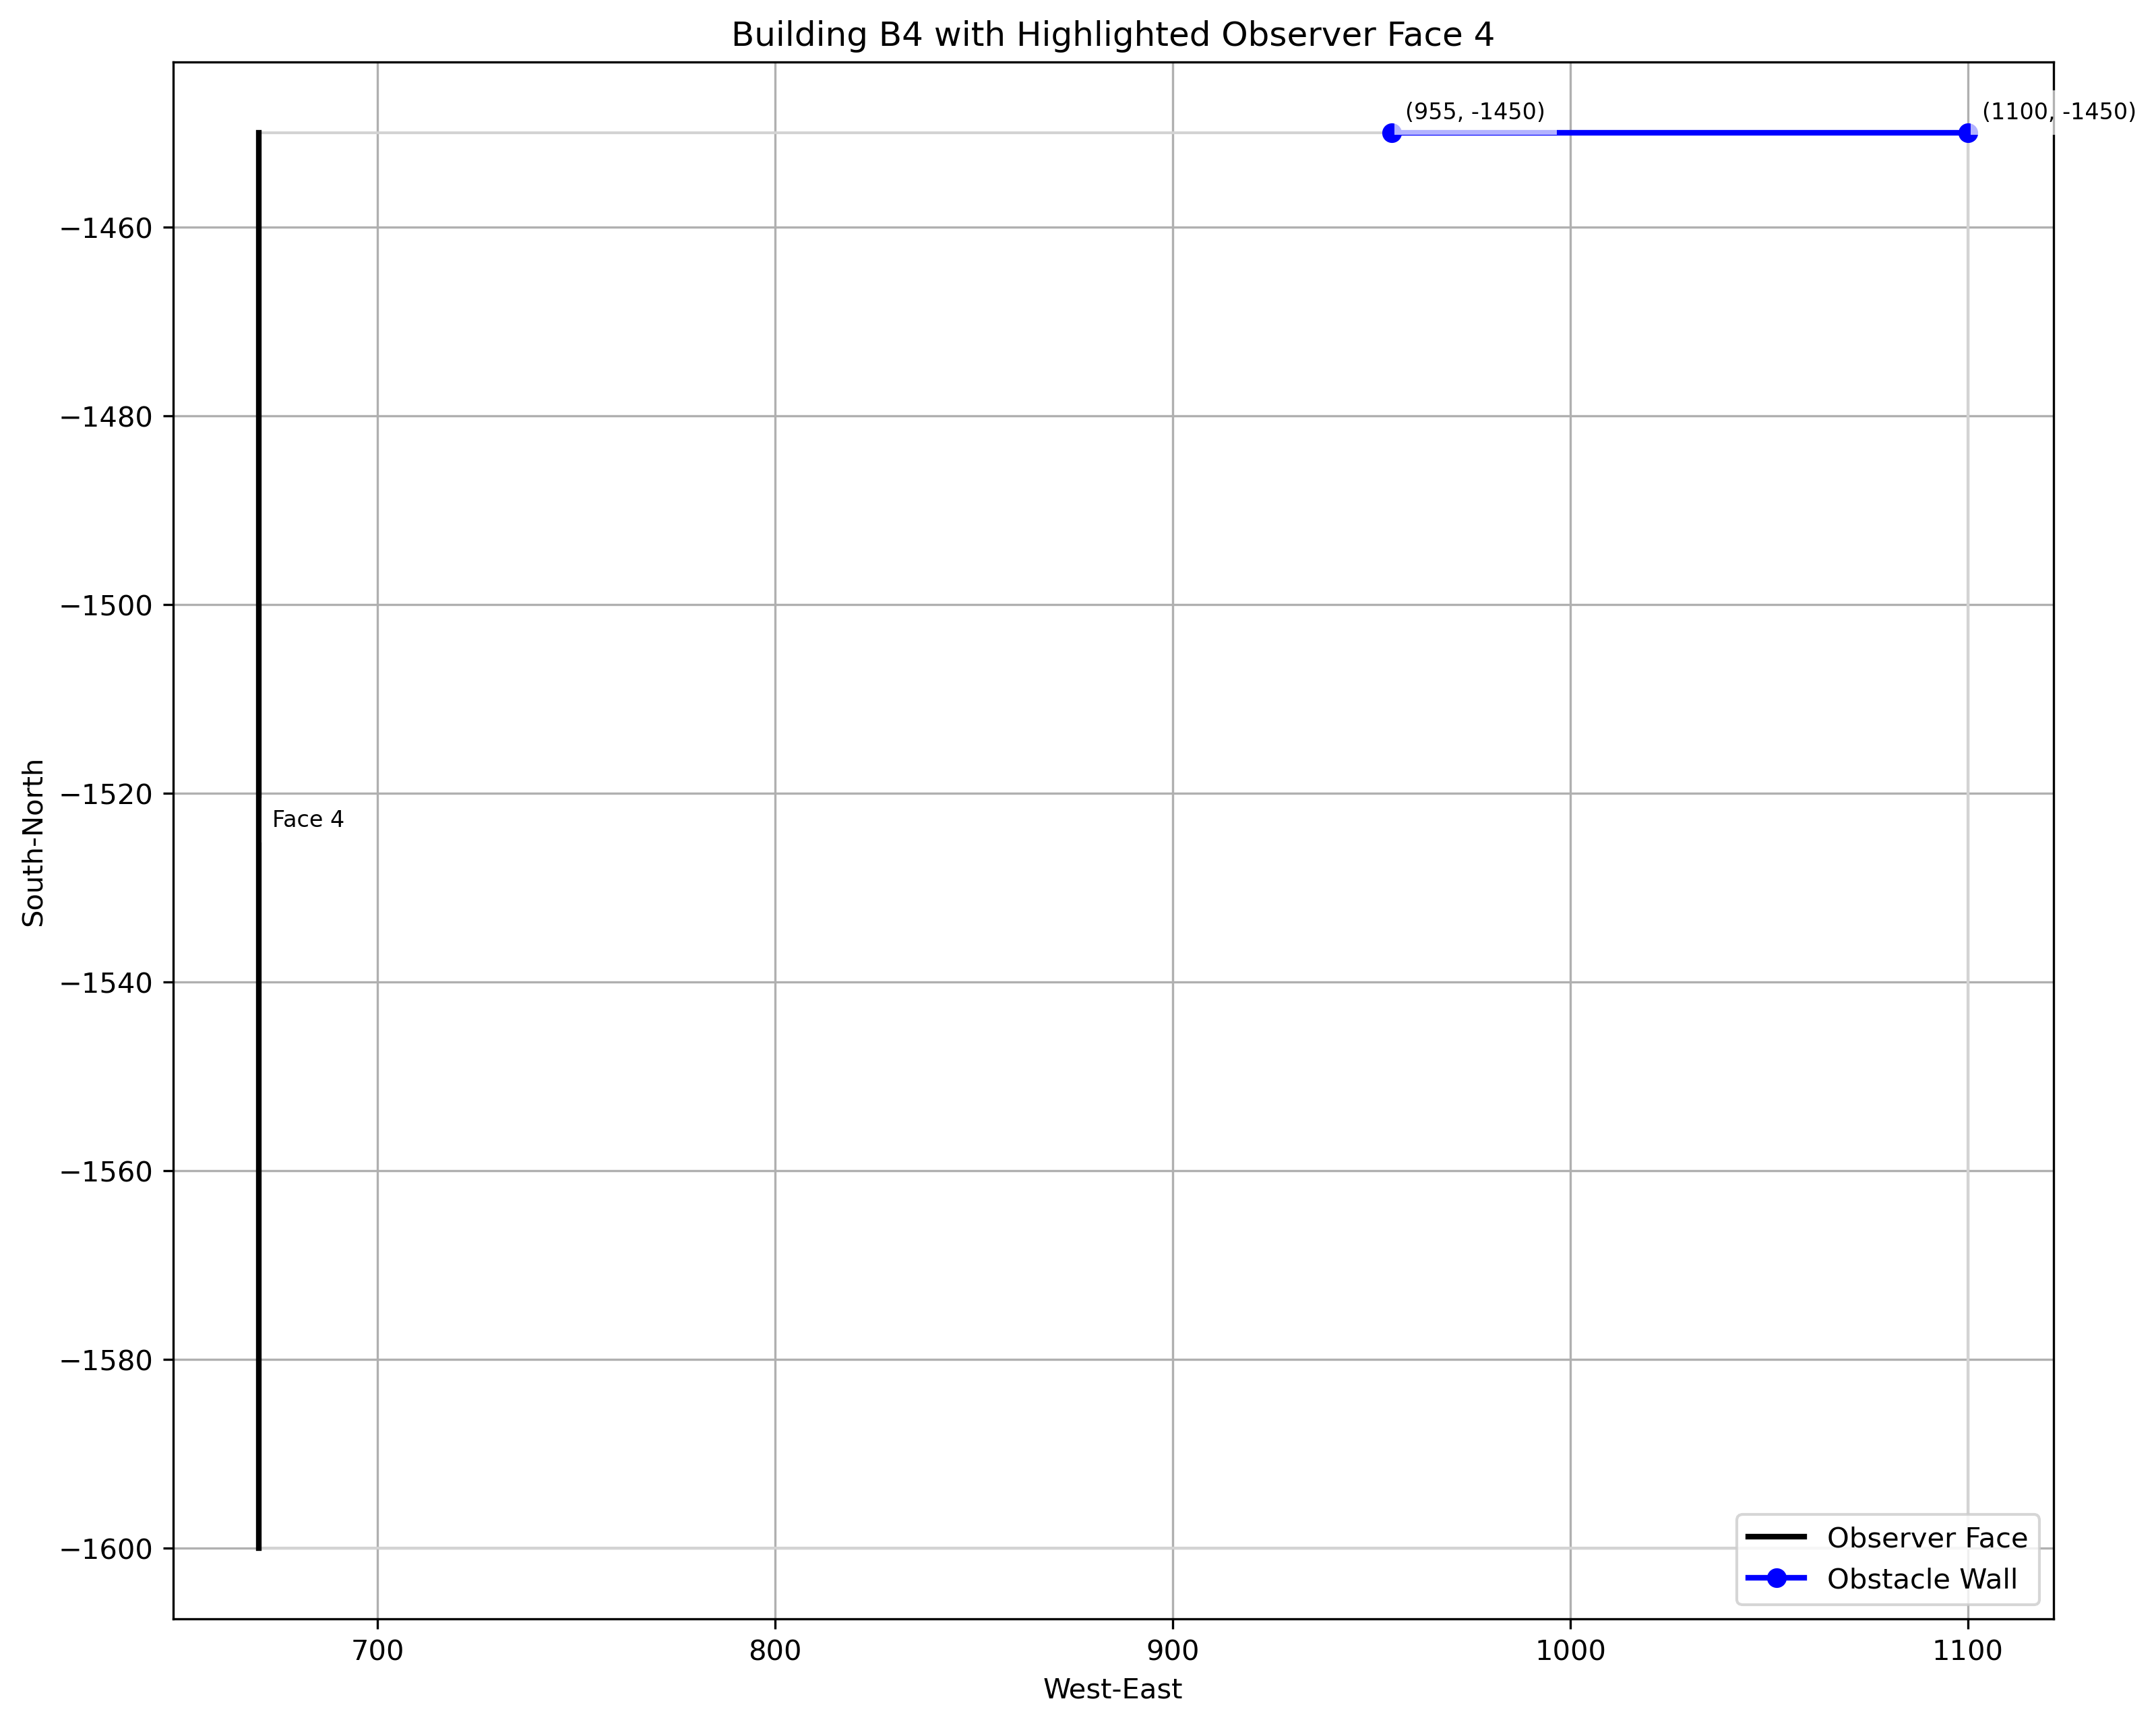 Building B4 with Highlighted Observer Face 4
(955, -1450)
(1100, -1450)
−1460
−1480
−1500
−1520
−1540
−1560
−1580
−1600
South-North
Face 4
Observer Face
Obstacle Wall
700
800
900
1000
1100
West-East